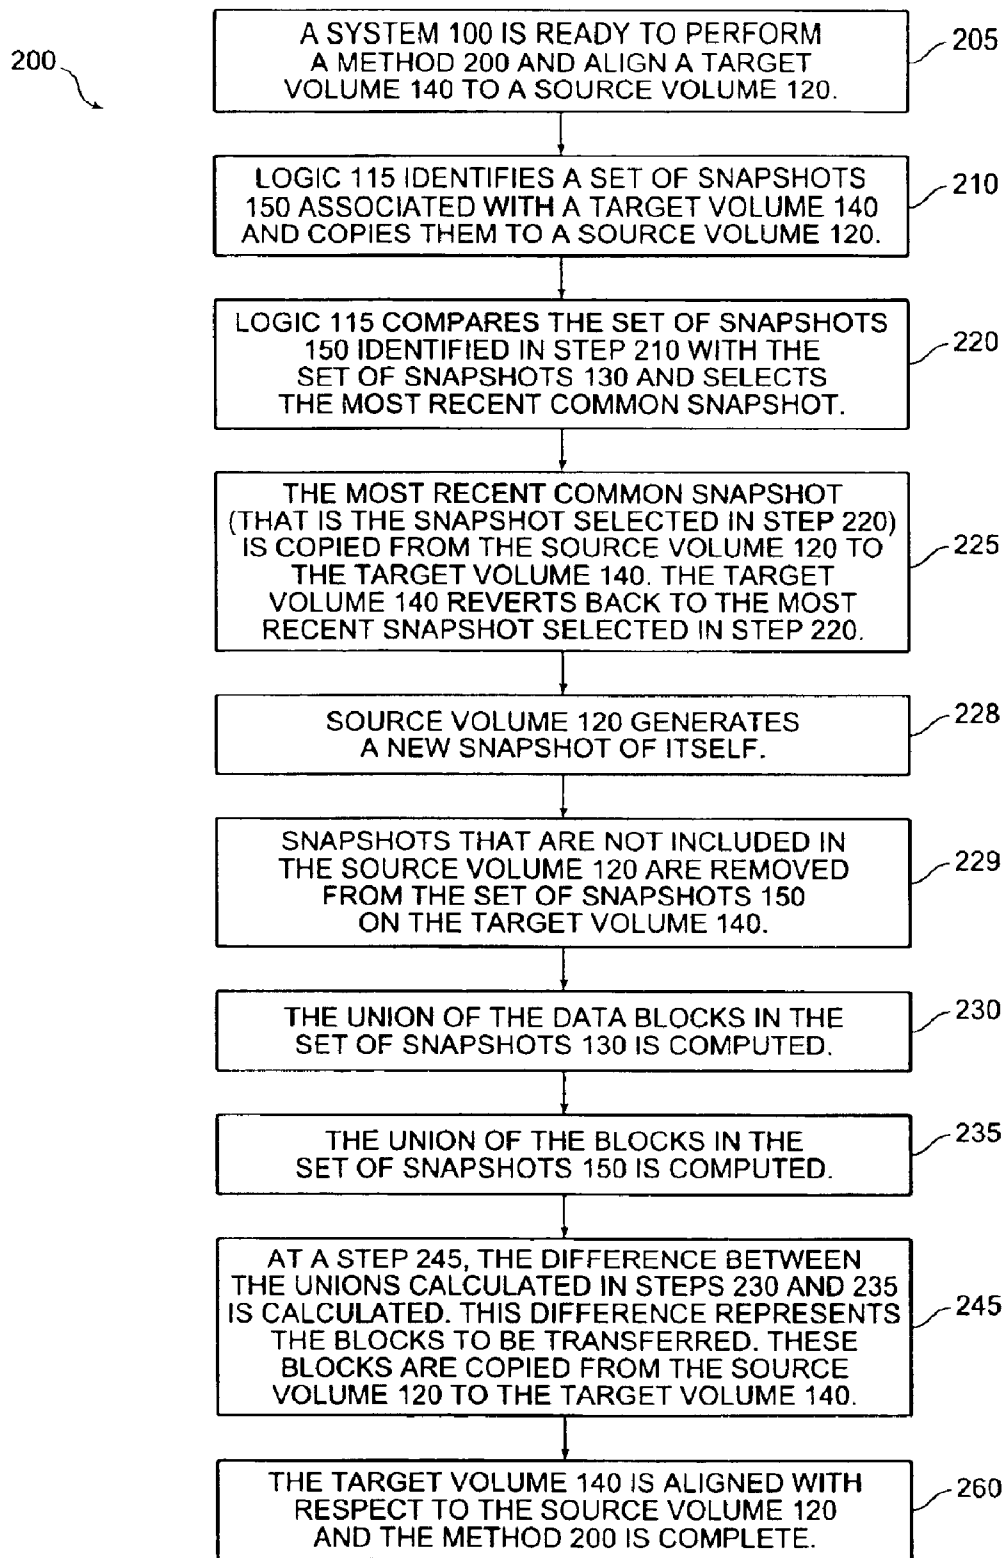 200
A SYSTEM 100 IS READY TO PERFORM
A METHOD 200 AND ALIGN A TARGET
VOLUME 140 TO A SOURCE VOLUME 120.
205
LOGIC 115 IDENTIFIES A SET OF SNAPSHOTS
150 ASSOCIATED WITH A TARGET VOLUME 140
AND COPIES THEM TO A SOURCE VOLUME 120.
210
LOGIC 115 COMPARES THE SET OF SNAPSHOTS
150 IDENTIFIED IN STEP 210 WITH THE
SET OF SNAPSHOTS 130 AND SELECTS
THE MOST RECENT COMMON SNAPSHOT.
220
THE MOST RECENT COMMON SNAPSHOT
(THAT IS THE SNAPSHOT SELECTED IN STEP 220)
IS COPIED FROM THE SOURCE VOLUME 120 TO
THE TARGET VOLUME 140. THE TARGET
VOLUME 140 REVERTS BACK TO THE MOST
RECENT SNAPSHOT SELECTED IN STEP 220.
225
SOURCE VOLUME 120 GENERATES
A NEW SNAPSHOT OF ITSELF.
228
SNAPSHOTS THAT ARE NOT INCLUDED IN
THE SOURCE VOLUME 120 ARE REMOVED
FROM THE SET OF SNAPSHOTS 150
ON THE TARGET VOLUME 140.
229
THE UNION OF THE DATA BLOCKS IN THE
SET OF SNAPSHOTS 130 IS COMPUTED.
230
THE UNION OF THE BLOCKS IN THE
SET OF SNAPSHOTS 150 IS COMPUTED.
235
AT A STEP 245, THE DIFFERENCE BETWEEN
THE UNIONS CALCULATED IN STEPS 230 AND 235
IS CALCULATED. THIS DIFFERENCE REPRESENTS
THE BLOCKS TO BE TRANSFERRED. THESE
BLOCKS ARE COPIED FROM THE SOURCE
VOLUME 120 TO THE TARGET VOLUME 140.
245
THE TARGET VOLUME 140 IS ALIGNED WITH
RESPECT TO THE SOURCE VOLUME 120
AND THE METHOD 200 IS COMPLETE.
260